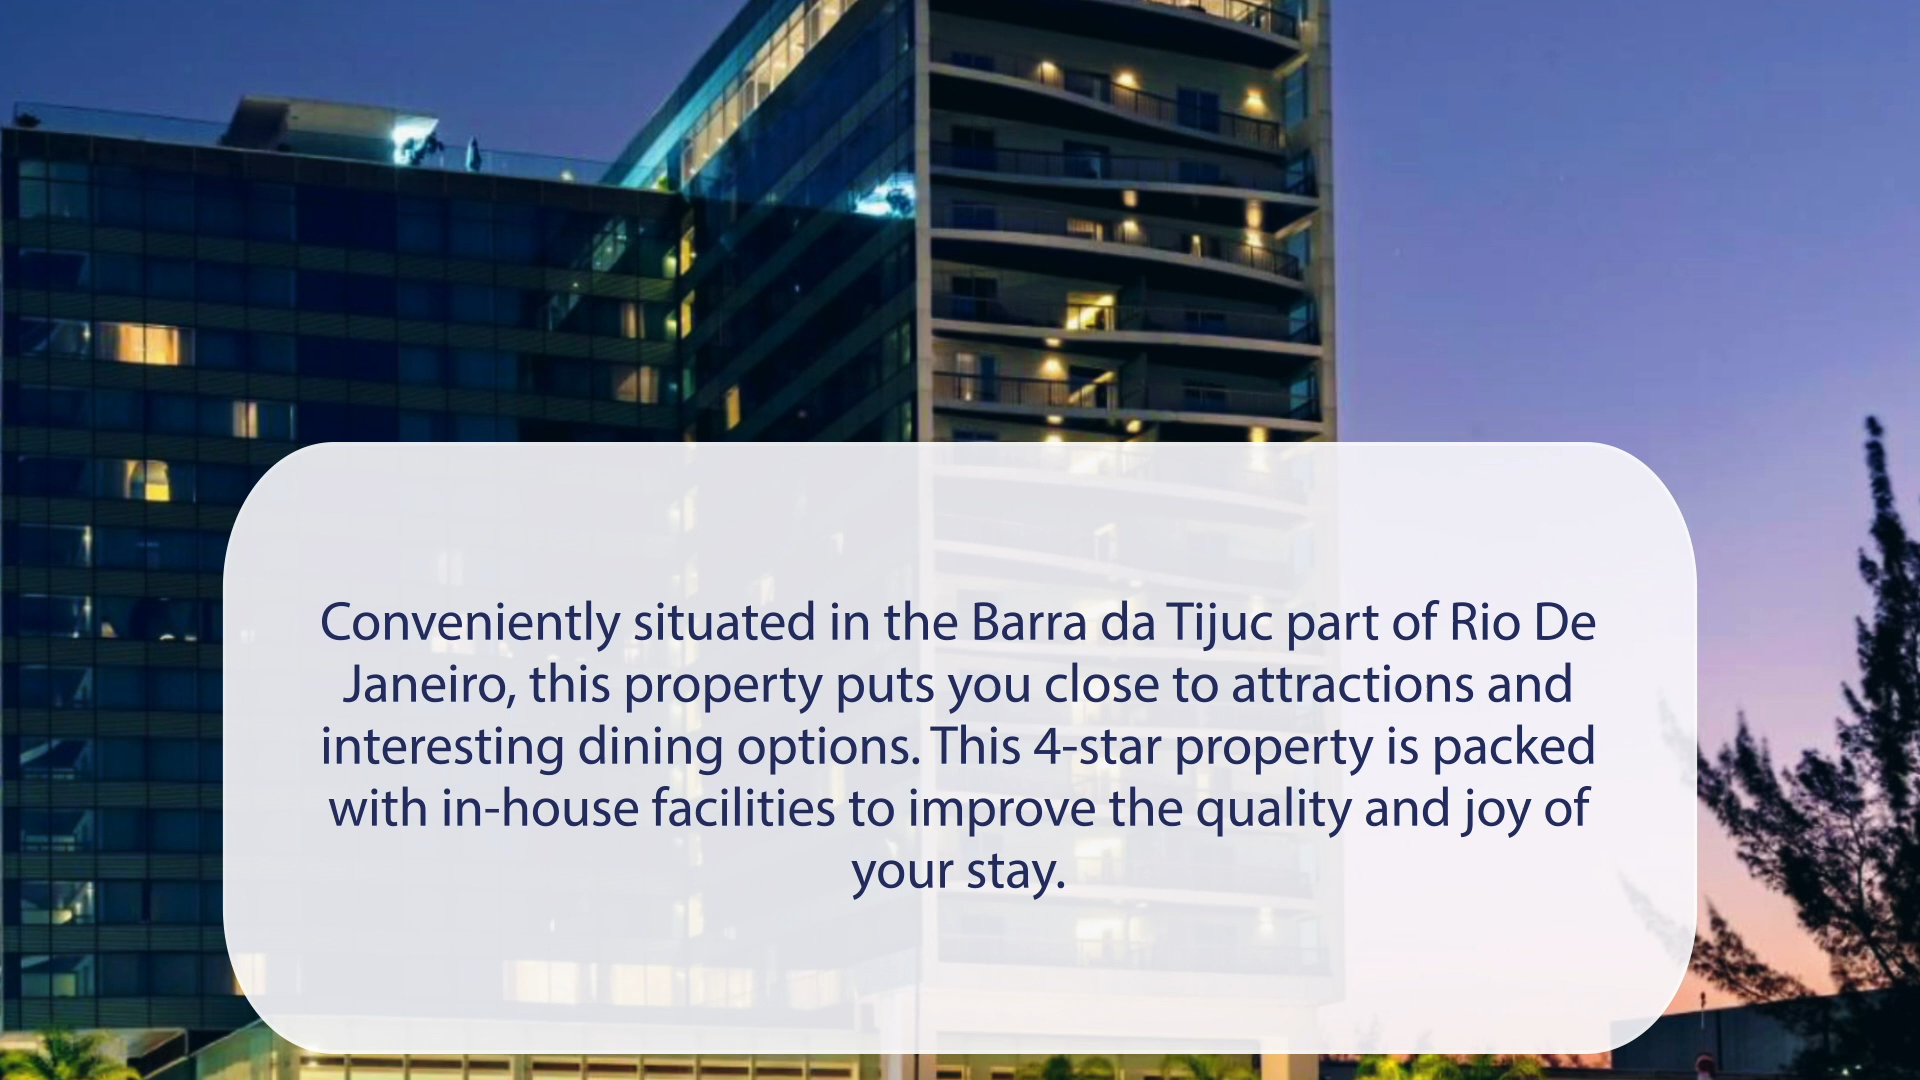 Conveniently situated in the Barra da Tijuc part of Rio De
Janeiro, this property puts you close to attractions and
interesting dining options. This 4-star property is packed
with in-house facilities to improve the quality and joy of
your stay.